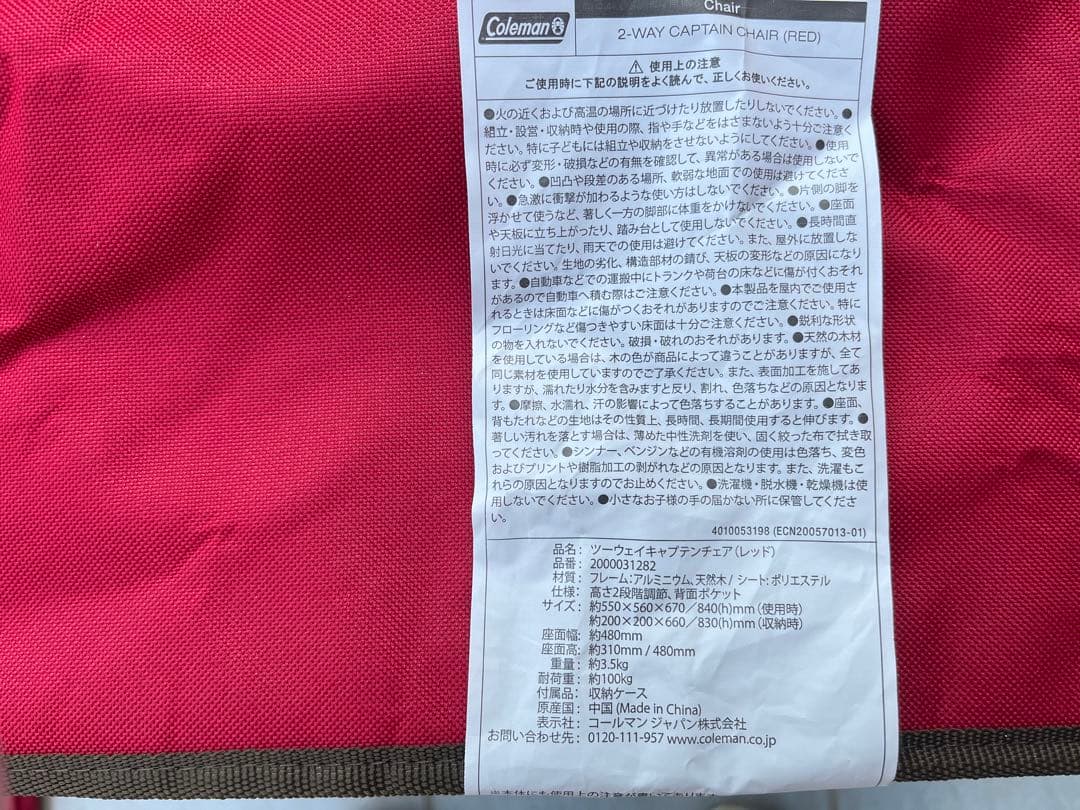 Chair
Coleman
2-WAY CAPTAIN CHAIR (RED)
⚠ 使用上の注意
ご使用時に下記の説明をよく読んで、正しくお使いください。
●火の近くおよび高温の場所に近づけたり放置したりしないでください。●
組立・設営・収納時や使用の際、指や手などをはさまないよう十分ご注意く
ださい。特に子どもには組立や収納をさせないようにしてください。●使用
時に必ず変形・破損などの有無を確認して、異常がある場合は使用しないで
ください。●凹凸や段差のある場所、軟弱な地面での使用は避けてくださ
い。●急激に衝撃が加わるような使い方はしないでください。●片側の脚を
浮かせて使うなど、著しく一方の脚部に体重をかけないでください。●座面
や天板に立ち上がったり、踏み台として使用しないでください。●長時間直
射日光に当てたり、雨天での使用は避けてください。また、屋外に放置しな
いでください。生地の劣化、構造部材の錆び、天板の変形などの原因になり
ます。●自動車などでの運搬中にトランクや荷台の床などに傷が付くおそれ
があるので自動車へ積む際はご注意ください。●本製品を屋内でご使用さ
れるときは床面などに傷がつくおそれがありますのでご注意ください。特に
フローリングなど傷つきやすい床面は十分ご注意ください。●鋭利な形状
の物を入れないでください。破損・破れのおそれがあります。●天然の木材
を使用している場合は、木の色が商品によって違うことがありますが、全て
同じ素材を使用していますのでご了承ください。また、表面加工を施してあ
りますが、濡れたり水分を含みますと反り、割れ、色落ちなどの原因となりま
す。●摩擦、水濡れ、汗の影響によって色落ちすることがあります。●座面、
背もたれなどの生地はその性質上、長時間、長期間使用すると伸びます。●
著しい汚れを落とす場合は、薄めた中性洗剤を使い、固く絞った布で拭き取
ってください。●シンナー、ベンジンなどの有機溶剤の使用は色落ち、変色
およびプリントや樹脂加工の剥がれなどの原因となります。また、洗濯もこ
れらの原因となりますのでお止めください。●洗濯機・脱水機・乾燥機は使
用しないでください。●小さなお子様の手の届かない所に保管してくださ
い。
4010053198 (ECN20057013-01)
品名： ツーウェイキャプテンチェア（レッド）
品番： 2000031282
材質： フレーム：アルミニウム、天然木 / シート：ポリエステル
仕様： 高さ2段階調節、背面ポケット
サイズ： 約550×560×670／840(h)mm（使用時）
約200×200×660／830(h)mm（収納時）
座面幅： 約480mm
座面高： 約310mm / 480mm
重量： 約3.5kg
耐荷重： 約100kg
付属品： 収納ケース
原産国： 中国 (Made in China)
表示社： コールマン ジャパン株式会社
お問い合わせ先： 0120-111-957 www.coleman.co.jp
※本体にも使用上の注意が書いてあります